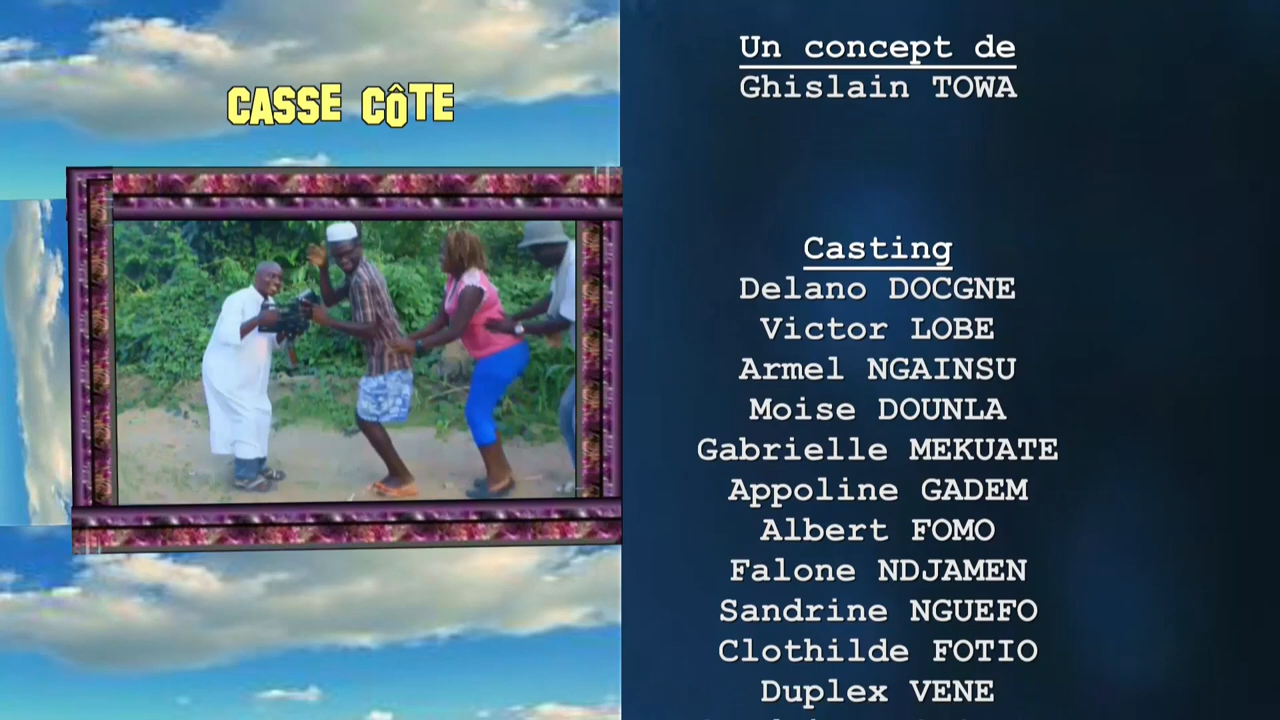 CASSE CÔTE
Un concept de
Ghislain TOWA
Casting
Delano DOCGNE
Victor LOBE
Armel NGAINSU
Moise DOUNLA
Gabrielle MEKUATE
Appoline GADEM
Albert FOMO
Falone NDJAMEN
Sandrine NGUEFO
Clothilde FOTIO
Duplex VENE